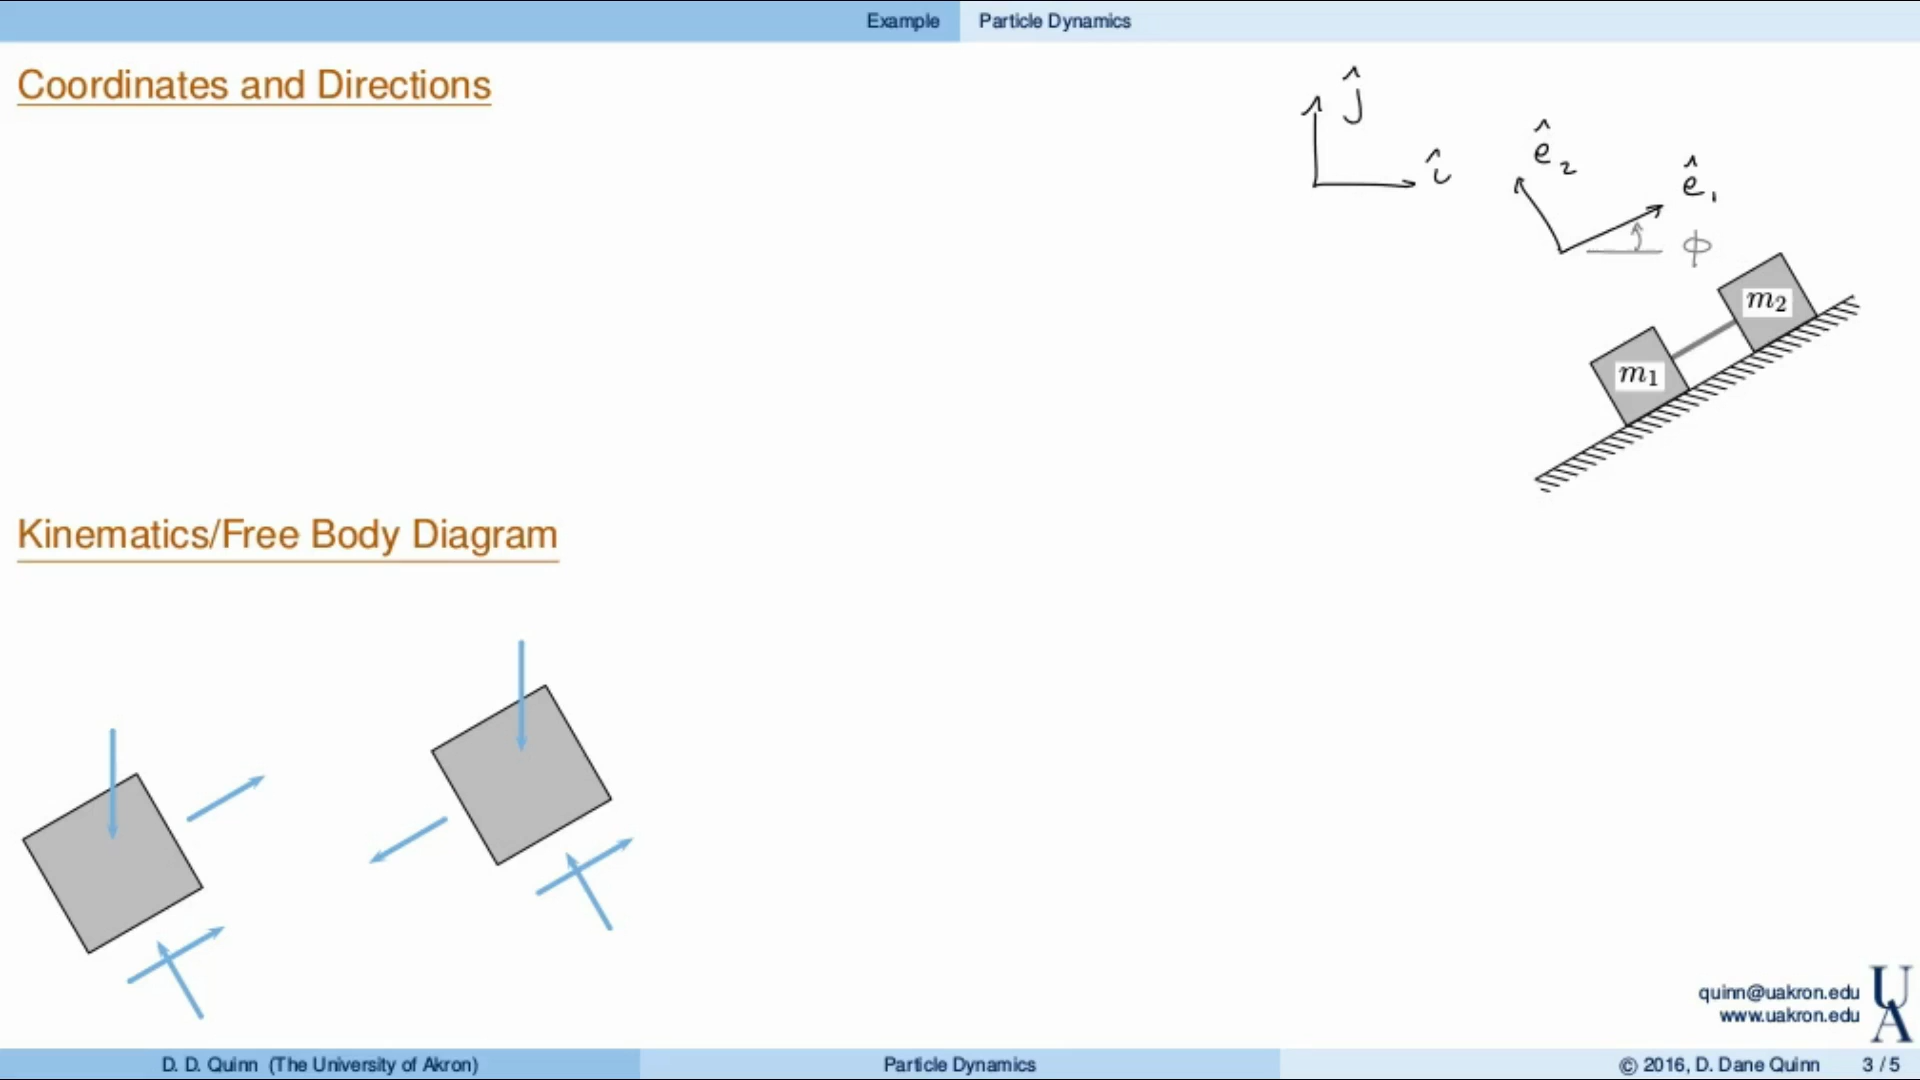 Example Particle Dynamics
Coordinates and Directions
ĵ
î
ê₂
ê₁
ϕ
m₂
m₁
Kinematics/Free Body Diagram
quinn@uakron.edu
www.uakron.edu
UA
D. D. Quinn (The University of Akron) Particle Dynamics © 2016, D. Dane Quinn 3 / 5